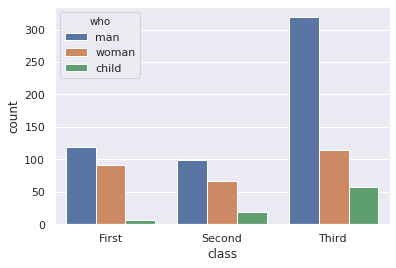 who
man
woman
child
300
250
200
150
100
50
0
count
First Second Third
class